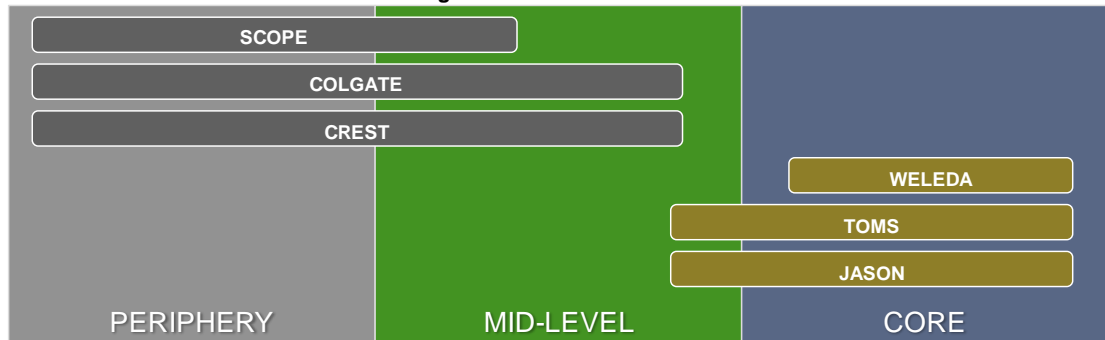 SCOPE
COLGATE
CREST
WELEDA
TOMS
JASON
PERIPHERY MID-LEVEL CORE